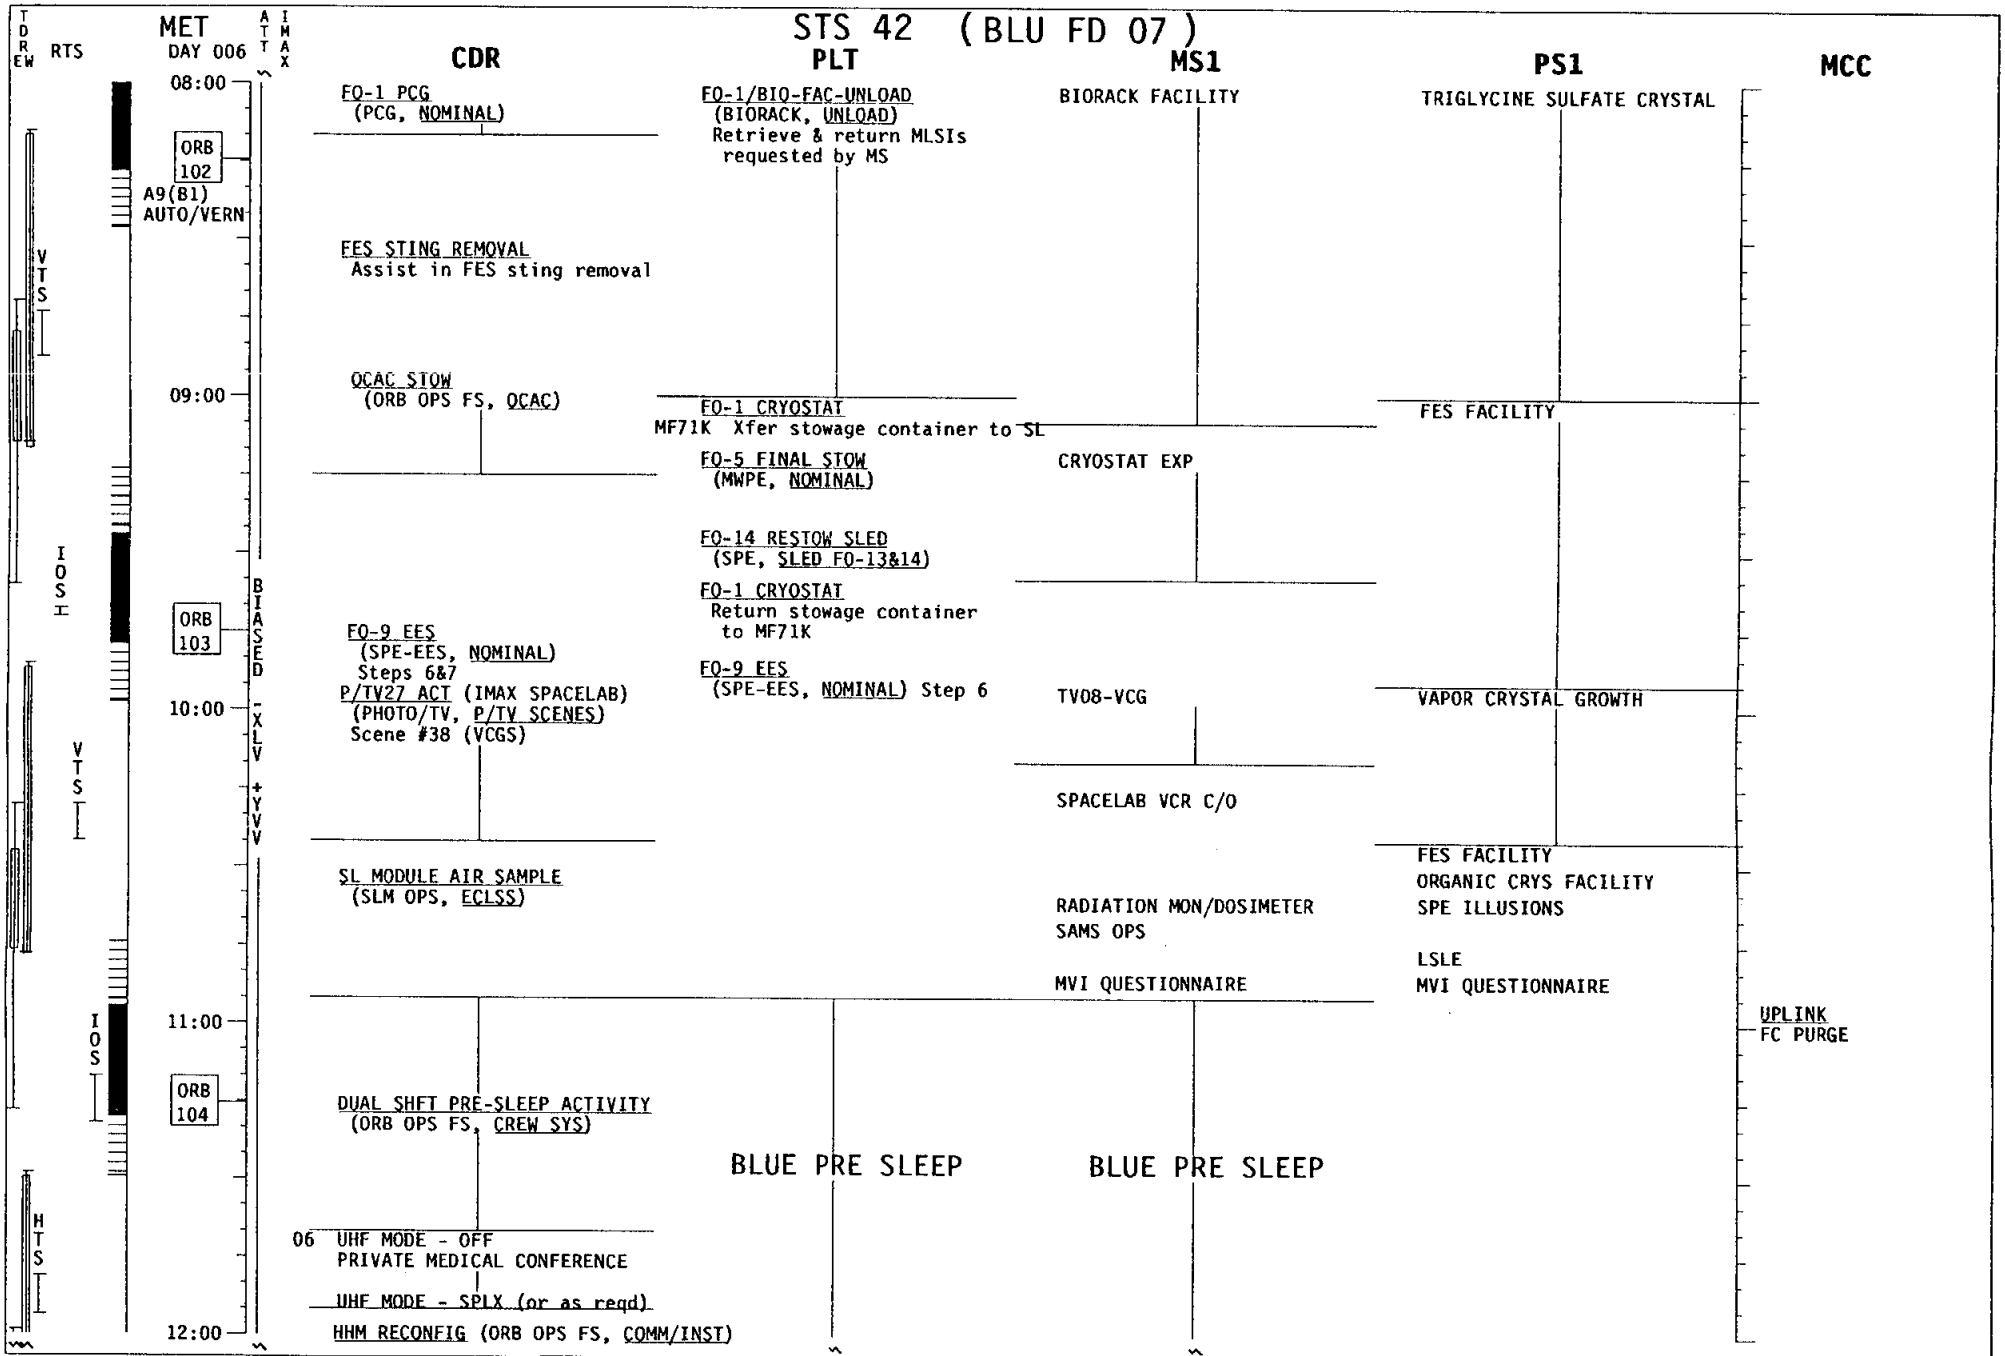 STS 42 (BLU FD 07)
TDRS
EW
RTS
MET
DAY 006
ATT
IMAX
CDR
PLT
MS1
PS1
MCC
08:00
ORB
102
A9(B1)
AUTO/VERN
VTS
09:00
IOS
ORB
103
BIASED -XLV +YVV
10:00
VTS
11:00
IOS
ORB
104
HTS
12:00
FO-1 PCG
(PCG, NOMINAL)
FES STING REMOVAL
Assist in FES sting removal
OCAC STOW
(ORB OPS FS, OCAC)
FO-9 EES
(SPE-EES, NOMINAL)
Steps 6&7
P/TV27 ACT (IMAX SPACELAB)
(PHOTO/TV, P/TV SCENES)
Scene #38 (VCGS)
SL MODULE AIR SAMPLE
(SLM OPS, ECLSS)
DUAL SHFT PRE-SLEEP ACTIVITY
(ORB OPS FS, CREW SYS)
06 UHF MODE - OFF
PRIVATE MEDICAL CONFERENCE
UHF MODE - SPLX (or as reqd)
HHM RECONFIG (ORB OPS FS, COMM/INST)
FO-1/BIO-FAC-UNLOAD
(BIORACK, UNLOAD)
Retrieve & return MLSIs
requested by MS
FO-1 CRYOSTAT
MF71K Xfer stowage container to SL
FO-5 FINAL STOW
(MWPE, NOMINAL)
FO-14 RESTOW SLED
(SPE, SLED FO-13&14)
FO-1 CRYOSTAT
Return stowage container
to MF71K
FO-9 EES
(SPE-EES, NOMINAL) Step 6
BLUE PRE SLEEP
BIORACK FACILITY
CRYOSTAT EXP
TV08-VCG
SPACELAB VCR C/O
RADIATION MON/DOSIMETER
SAMS OPS
MVI QUESTIONNAIRE
BLUE PRE SLEEP
TRIGLYCINE SULFATE CRYSTAL
FES FACILITY
VAPOR CRYSTAL GROWTH
FES FACILITY
ORGANIC CRYS FACILITY
SPE ILLUSIONS
LSLE
MVI QUESTIONNAIRE
UPLINK
FC PURGE